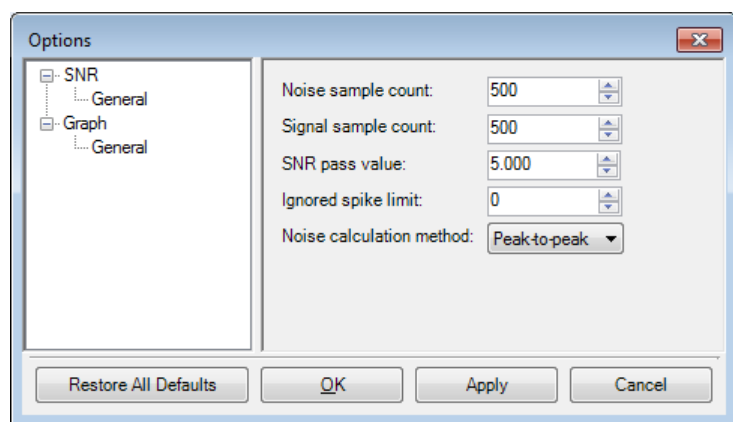 Options
SNR
General
Graph
General
Noise sample count: 500
Signal sample count: 500
SNR pass value: 5.000
Ignored spike limit: 0
Noise calculation method: Peak-to-peak
Restore All Defaults OK Apply Cancel